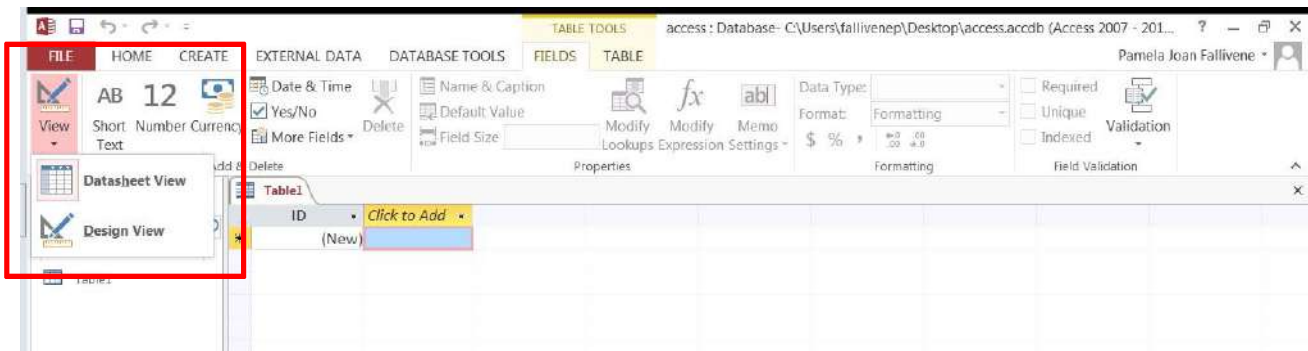 TABLE TOOLS access : Database- C:\Users\fallivenep\Desktop\access.accdb (Access 2007 - 201... ?
FILE HOME CREATE EXTERNAL DATA DATABASE TOOLS FIELDS TABLE Pamela Joan Fallivene
View
AB
Short Text
12
Number
Currency
Date & Time
Yes/No
More Fields
Delete
Name & Caption
Default Value
Field Size
Modify Lookups
fx
Modify Expression
ab
Memo Settings
Data Type:
Format: Formatting
$ % ,
Required
Unique
Indexed
Validation
Add & Delete
Properties
Formatting
Field Validation
Datasheet View
Design View
Table1
ID Click to Add
* (New)
Table1